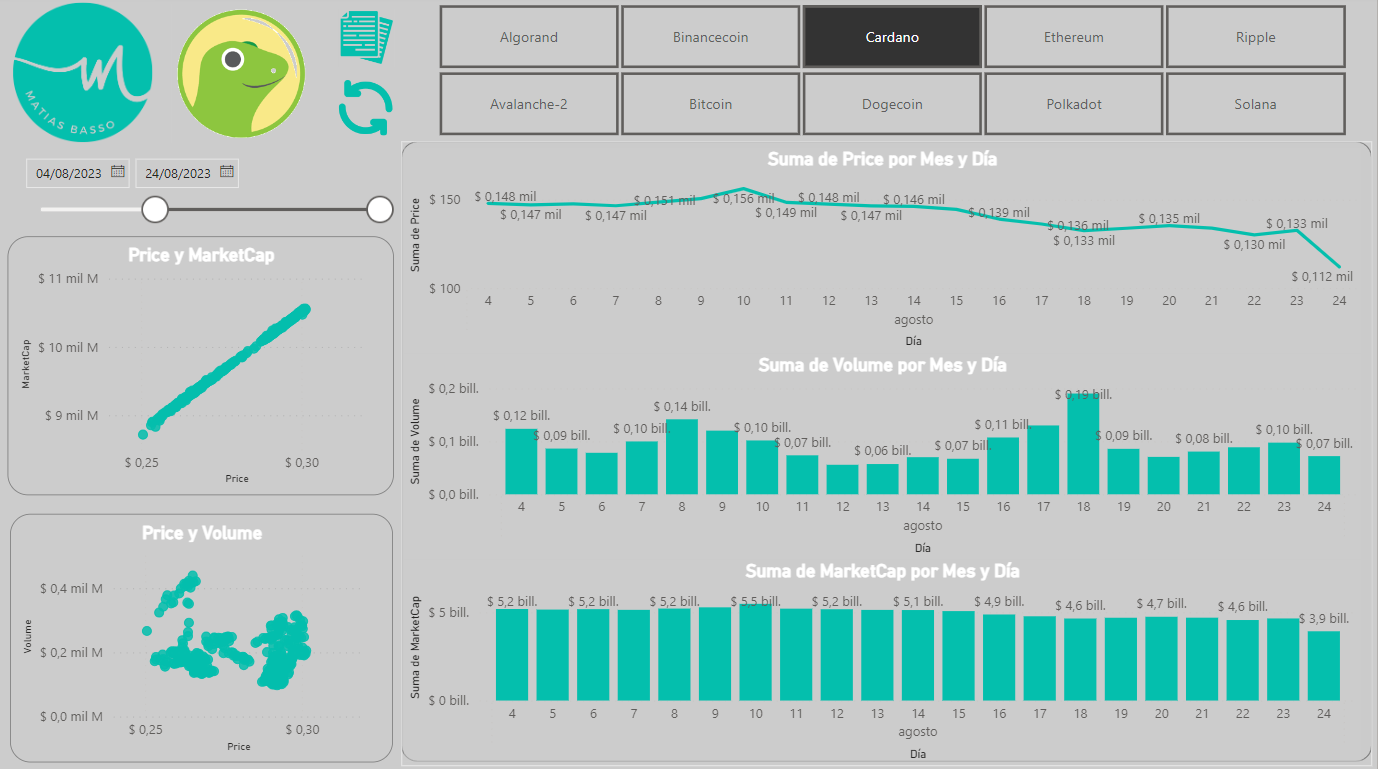 MATIAS BASSO
Algorand
Binancecoin
Cardano
Ethereum
Ripple
Avalanche-2
Bitcoin
Dogecoin
Polkadot
Solana
04/08/2023
24/08/2023
Price y MarketCap
MarketCap
$ 11 mil M
$ 10 mil M
$ 9 mil M
$ 0,25
$ 0,30
Price
Price y Volume
Volume
$ 0,4 mil M
$ 0,2 mil M
$ 0,0 mil M
$ 0,25
$ 0,30
Price
Suma de Price por Mes y Día
Suma de Price
$ 150
$ 100
$ 0,148 mil
$ 0,147 mil
$ 0,147 mil
$ 0,151 mil
$ 0,156 mil
$ 0,149 mil
$ 0,148 mil
$ 0,147 mil
$ 0,146 mil
$ 0,139 mil
$ 0,136 mil
$ 0,133 mil
$ 0,135 mil
$ 0,130 mil
$ 0,133 mil
$ 0,112 mil
4 5 6 7 8 9 10 11 12 13 14 15 16 17 18 19 20 21 22 23 24
agosto
Día
Suma de Volume por Mes y Día
Suma de Volume
$ 0,2 bill.
$ 0,1 bill.
$ 0,0 bill.
$ 0,12 bill.
$ 0,09 bill.
$ 0,10 bill.
$ 0,14 bill.
$ 0,10 bill.
$ 0,07 bill.
$ 0,06 bill.
$ 0,07 bill.
$ 0,11 bill.
$ 0,19 bill.
$ 0,09 bill.
$ 0,08 bill.
$ 0,10 bill.
$ 0,07 bill.
4 5 6 7 8 9 10 11 12 13 14 15 16 17 18 19 20 21 22 23 24
agosto
Día
Suma de MarketCap por Mes y Día
Suma de MarketCap
$ 5 bill.
$ 0 bill.
$ 5,2 bill.
$ 5,2 bill.
$ 5,2 bill.
$ 5,5 bill.
$ 5,2 bill.
$ 5,1 bill.
$ 4,9 bill.
$ 4,6 bill.
$ 4,7 bill.
$ 4,6 bill.
$ 3,9 bill.
4 5 6 7 8 9 10 11 12 13 14 15 16 17 18 19 20 21 22 23 24
agosto
Día